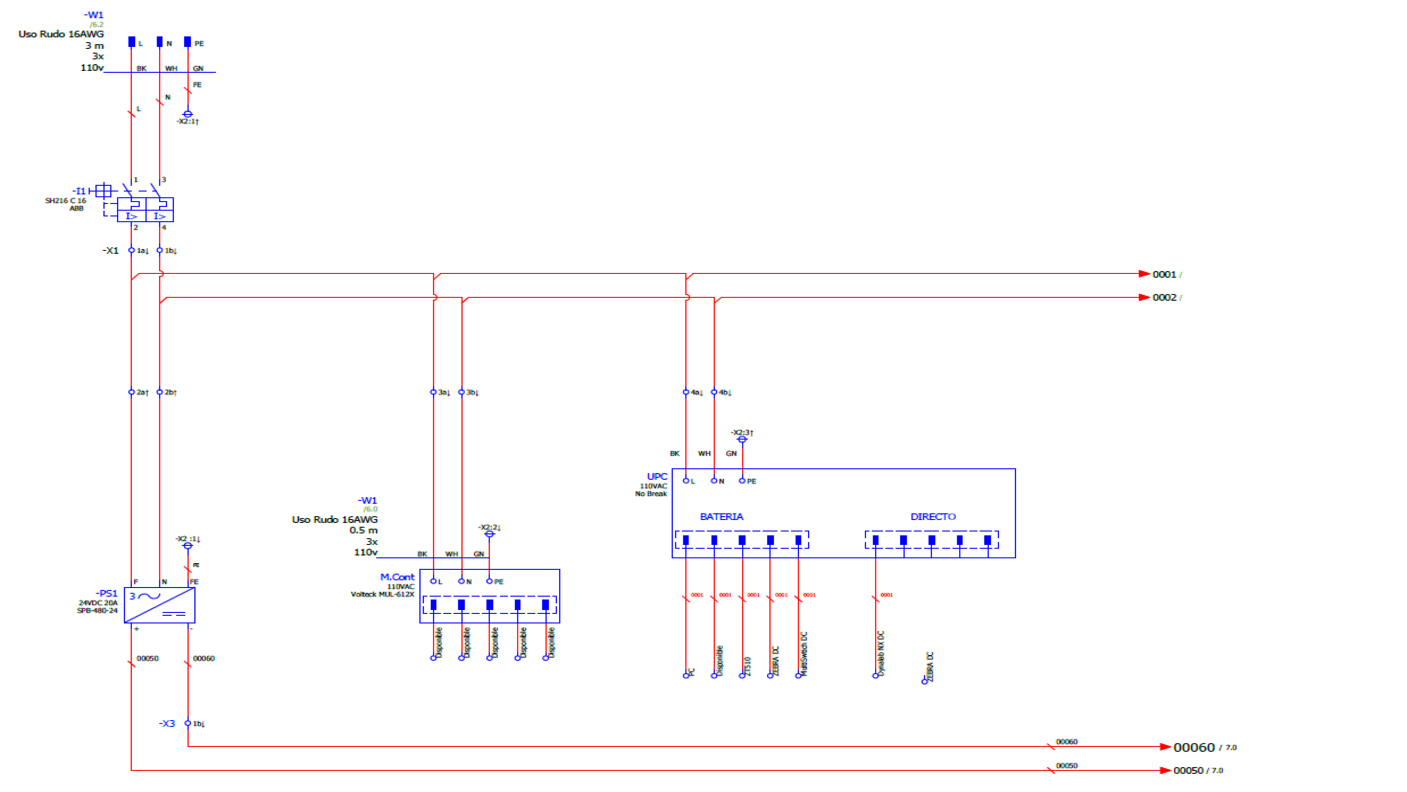 -W1
/6.2
Uso Rudo 16AWG
3 m
3x
110v
L N PE
BK WH GN
FE
N
L
-X2:1↑
1 3
-I1
SH216 C 16
ABB
I> I>
2 4
-X1 1a↓ 1b↓
0001 /
0002 /
2a↑ 2b↑ 3a↓ 3b↓ 4a↓ 4b↓
-X2:3↑
BK WH GN
UPC
110VAC
No Break
L N PE
BATERIA DIRECTO
-W1
/6.0
Uso Rudo 16AWG
0.5 m
3x
110v
-X2:2↓
BK WH GN
M.Cont
110VAC
Volteck MUL-612X
L N PE
Disponible Disponible Disponible Disponible Disponible
0001 0001 0001 0001 0001 0001
PC Disponible ZT510 ZEBRA DC MultiSwitch DC Dynalab NX DC ZEBRA DC
-X2 :1↓
PE
F N FE
-PS1
24VDC 20A
SPB-480-24
3
+ -
00050 00060
-X3 1b↓
00060
00060 / 7.0
00050
00050 / 7.0